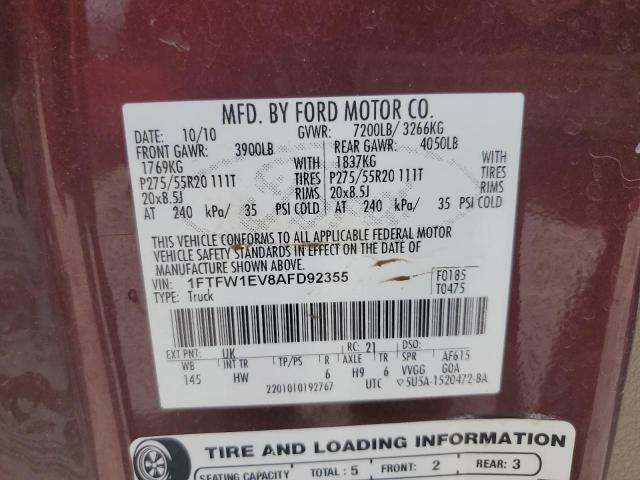 MFD. BY FORD MOTOR CO.
DATE: 10/10 GVWR: 7200LB/ 3266KG
FRONT GAWR: 3900LB REAR GAWR: 4050LB
1769KG WITH 1837KG WITH
P275/55R20 111T TIRES P275/55R20 111T TIRES
20x8.5J RIMS 20x8.5J RIMS
AT 240 kPa/ 35 PSI COLD AT 240 kPa/ 35 PSI COLD
THIS VEHICLE CONFORMS TO ALL APPLICABLE FEDERAL MOTOR
VEHICLE SAFETY STANDARDS IN EFFECT ON THE DATE OF
MANUFACTURE SHOWN ABOVE.
VIN: 1FTFW1EV8AFD92355 F0185
TYPE: Truck T0475
EXT PNT: UK RC: 21 DSO:
WB INT TR TP/PS R AXLE TR SPR AF615
145 HW 6 H9 6 VVGG GOA
2201010192767 UTC ▽5U5A-1520472-BA
TIRE AND LOADING INFORMATION
SEATING CAPACITY TOTAL : 5 FRONT: 2 REAR: 3